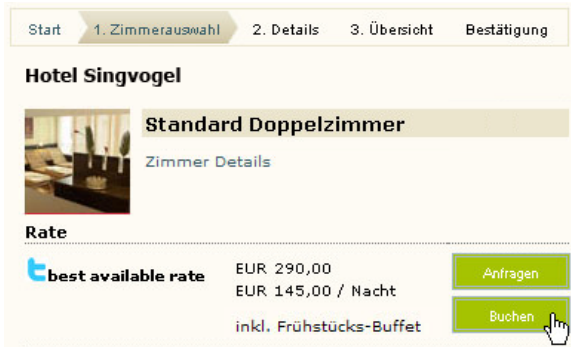 Start 1. Zimmerauswahl 2. Details 3. Übersicht Bestätigung
Hotel Singvogel
Standard Doppelzimmer
Zimmer Details
Rate
best available rate
EUR 290,00
EUR 145,00 / Nacht
inkl. Frühstücks-Buffet
Anfragen
Buchen